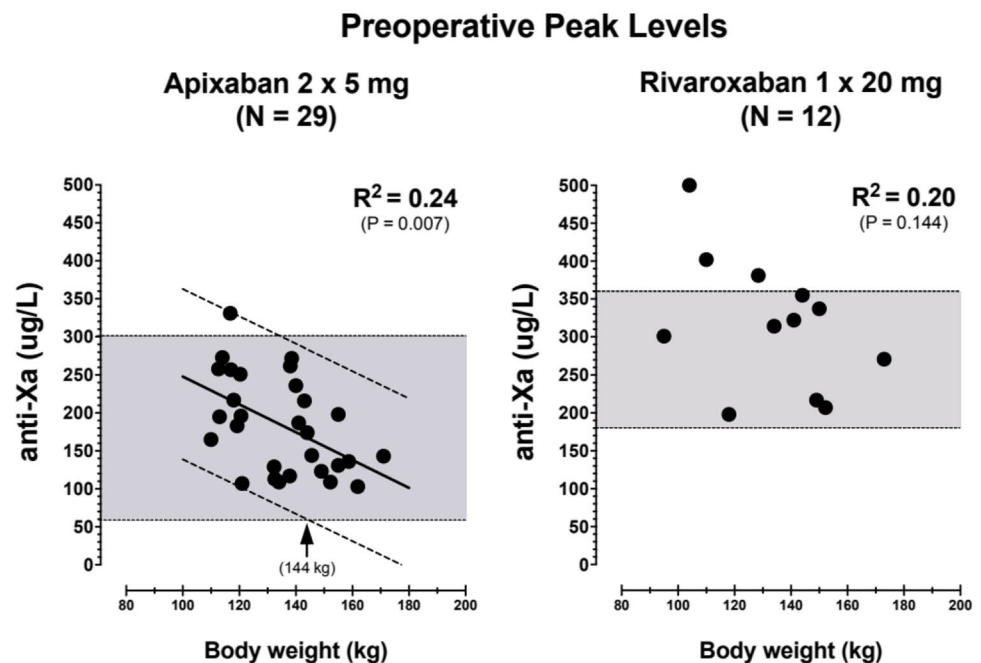 Preoperative Peak Levels
Apixaban 2 x 5 mg
(N = 29)
R² = 0.24
(P = 0.007)
anti-Xa (ug/L)
500
450
400
350
300
250
200
150
100
50
0
(144 kg)
80 100 120 140 160 180 200
Body weight (kg)
Rivaroxaban 1 x 20 mg
(N = 12)
R² = 0.20
(P = 0.144)
anti-Xa (ug/L)
500
450
400
350
300
250
200
150
100
50
0
80 100 120 140 160 180 200
Body weight (kg)